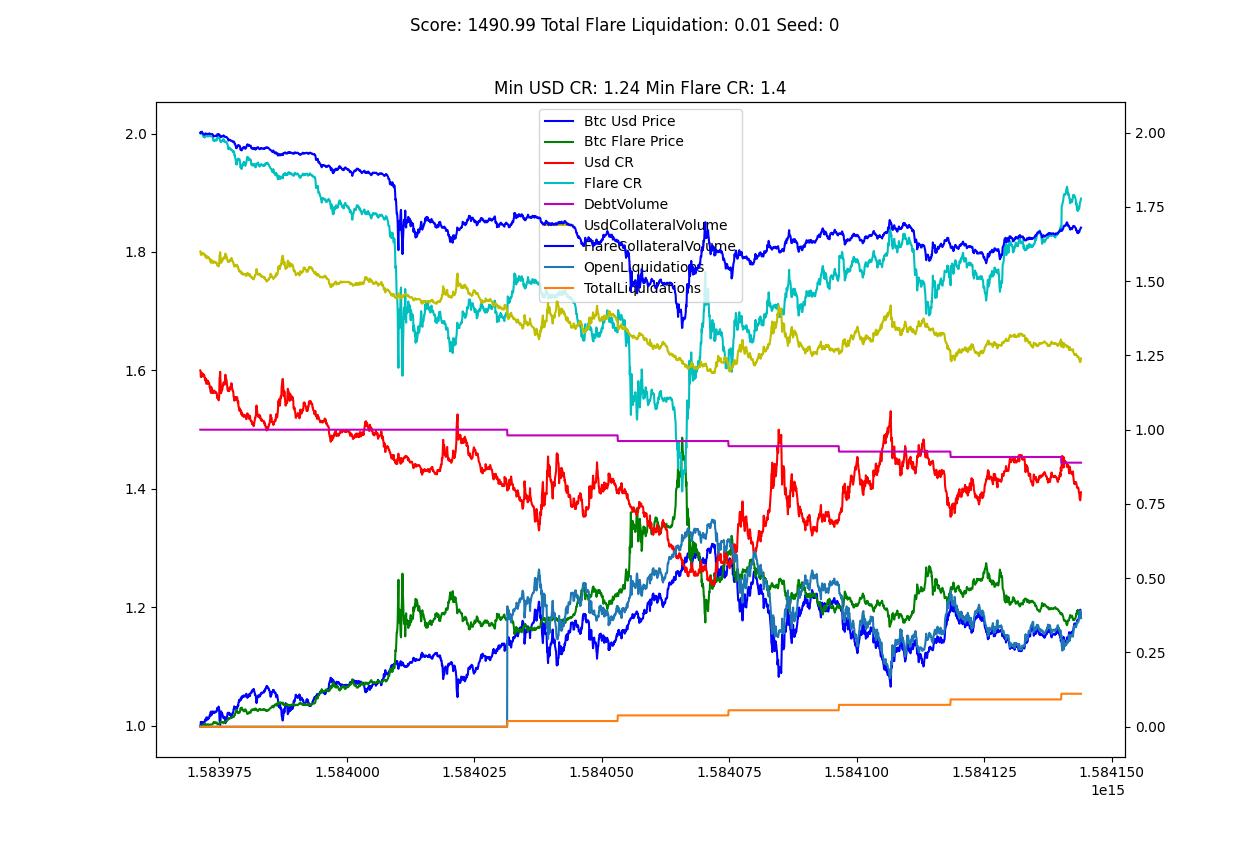 Score: 1490.99 Total Flare Liquidation: 0.01 Seed: 0
Min USD CR: 1.24 Min Flare CR: 1.4
Btc Usd Price
Btc Flare Price
Usd CR
Flare CR
DebtVolume
UsdCollateralVolume
FlareCollateralVolume
OpenLiquidations
TotalLiquidations
2.0
1.8
1.6
1.4
1.2
1.0
2.00
1.75
1.50
1.25
1.00
0.75
0.50
0.25
0.00
1.583975 1.584000 1.584025 1.584050 1.584075 1.584100 1.584125 1.584150
1e15